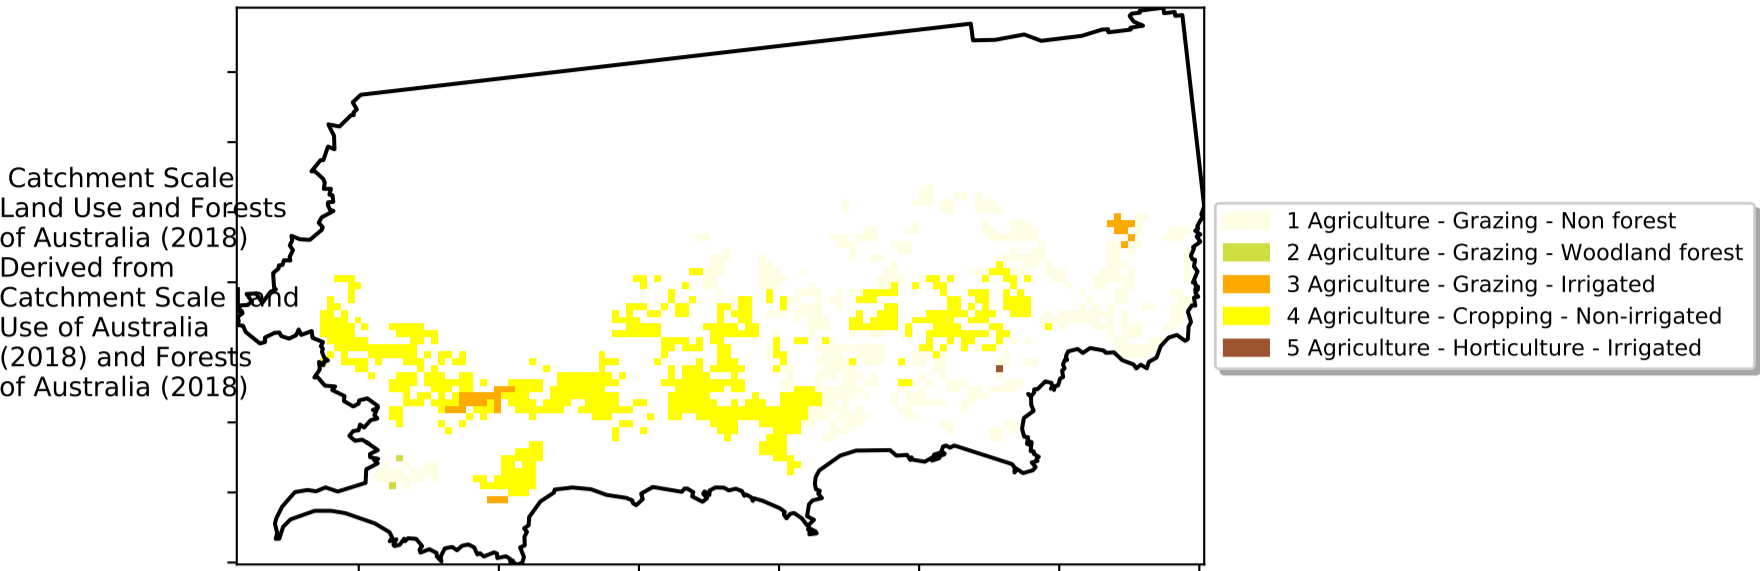 Catchment Scale
Land Use and Forests
of Australia (2018)
Derived from
Catchment Scale Land
Use of Australia
(2018) and Forests
of Australia (2018)
1 Agriculture - Grazing - Non forest
2 Agriculture - Grazing - Woodland forest
3 Agriculture - Grazing - Irrigated
4 Agriculture - Cropping - Non-irrigated
5 Agriculture - Horticulture - Irrigated